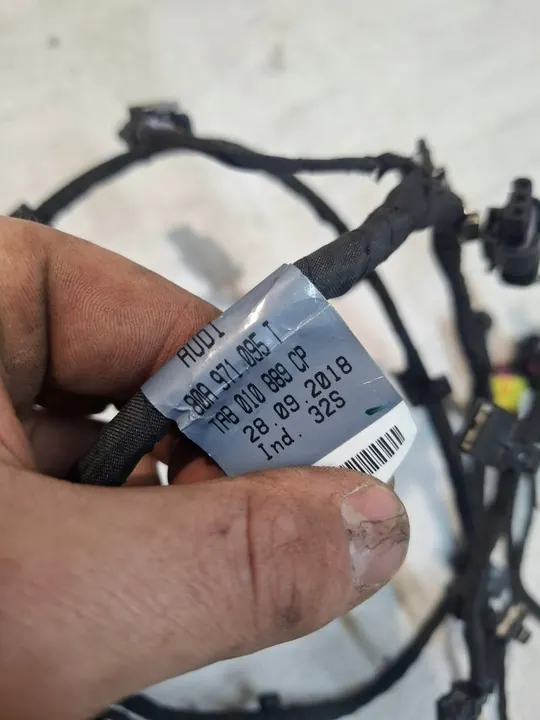 AUDI
80A 971 095 T
TAB 010 889 CP
28.09.2018
Ind. 32S